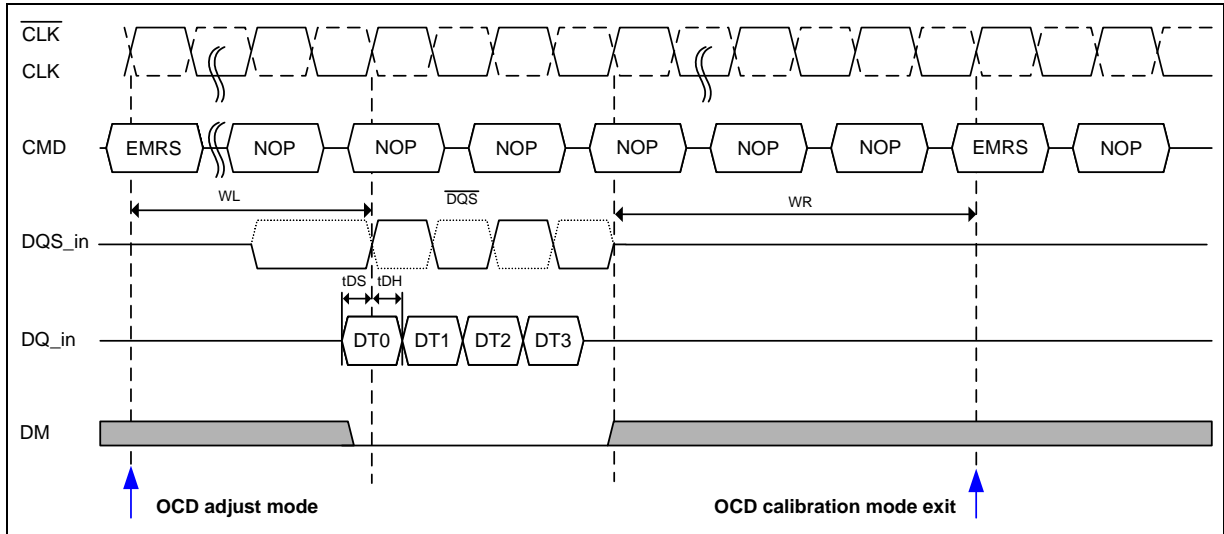 CLK
CLK
CMD EMRS NOP NOP NOP NOP NOP NOP EMRS NOP
WL DQS WR
DQS_in
tDS tDH
DQ_in DT0 DT1 DT2 DT3
DM
OCD adjust mode OCD calibration mode exit